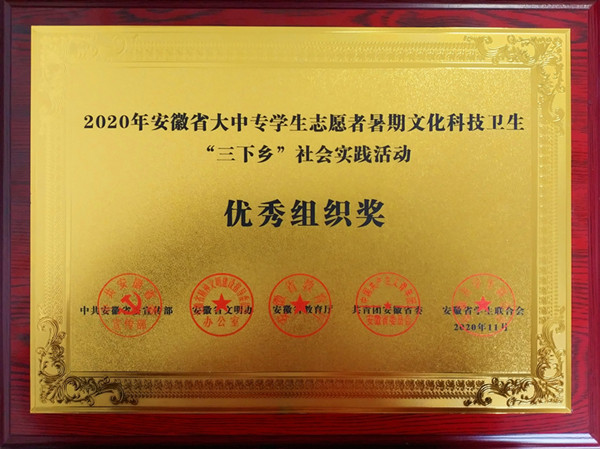 2020年安徽省大中专学生志愿者暑期文化科技卫生
“三下乡”社会实践活动
优秀组织奖
中共安徽省委宣传部 安徽省文明办 安徽省教育厅 共青团安徽省委 安徽省学生联合会
办公室
2020年11月